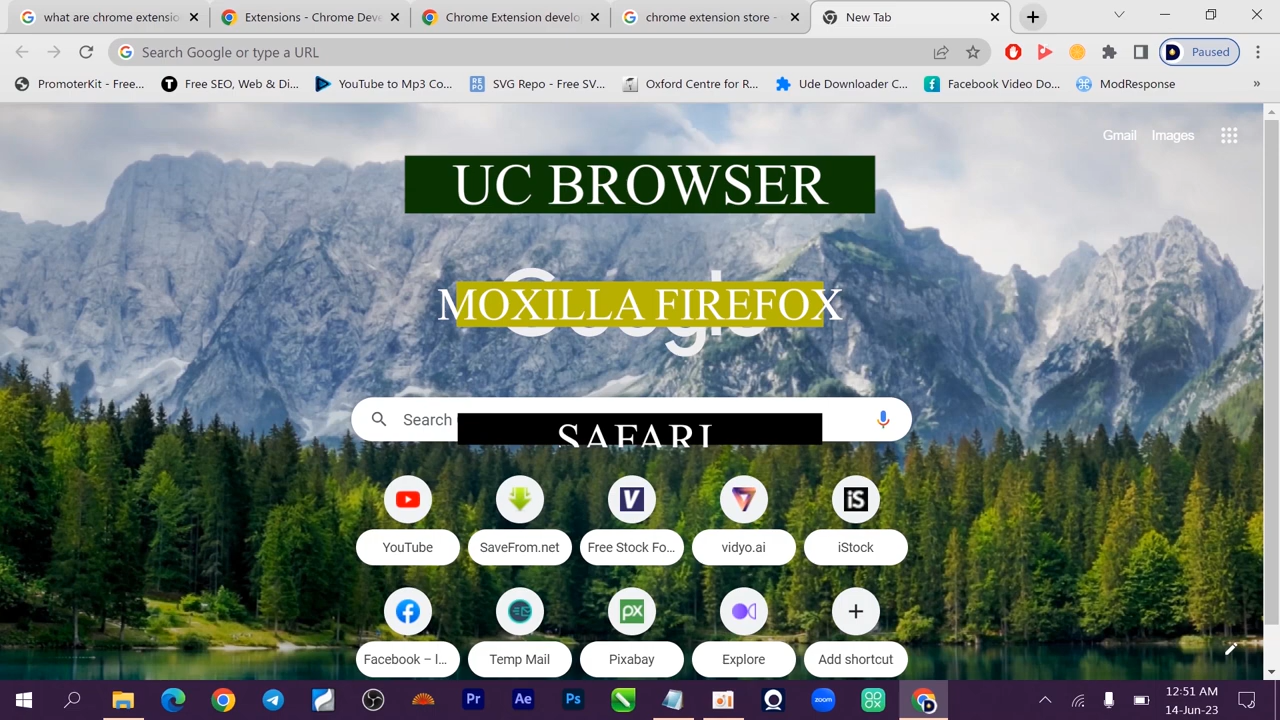 what are chrome extensio
Extensions - Chrome Deve
Chrome Extension develo
chrome extension store -
New Tab
Search Google or type a URL
Paused
PromoterKit - Free...
Free SEO, Web & Di...
YouTube to Mp3 Co...
SVG Repo - Free SV...
Oxford Centre for R...
Ude Downloader C...
Facebook Video Do...
ModResponse
»
Gmail
Images
UC BROWSER
MOXILLA FIREFOX
Search
SAFARI
YouTube
SaveFrom.net
Free Stock Fo...
vidyo.ai
iStock
Facebook – l...
Temp Mail
Pixabay
Explore
Add shortcut
12:51 AM
14-Jun-23